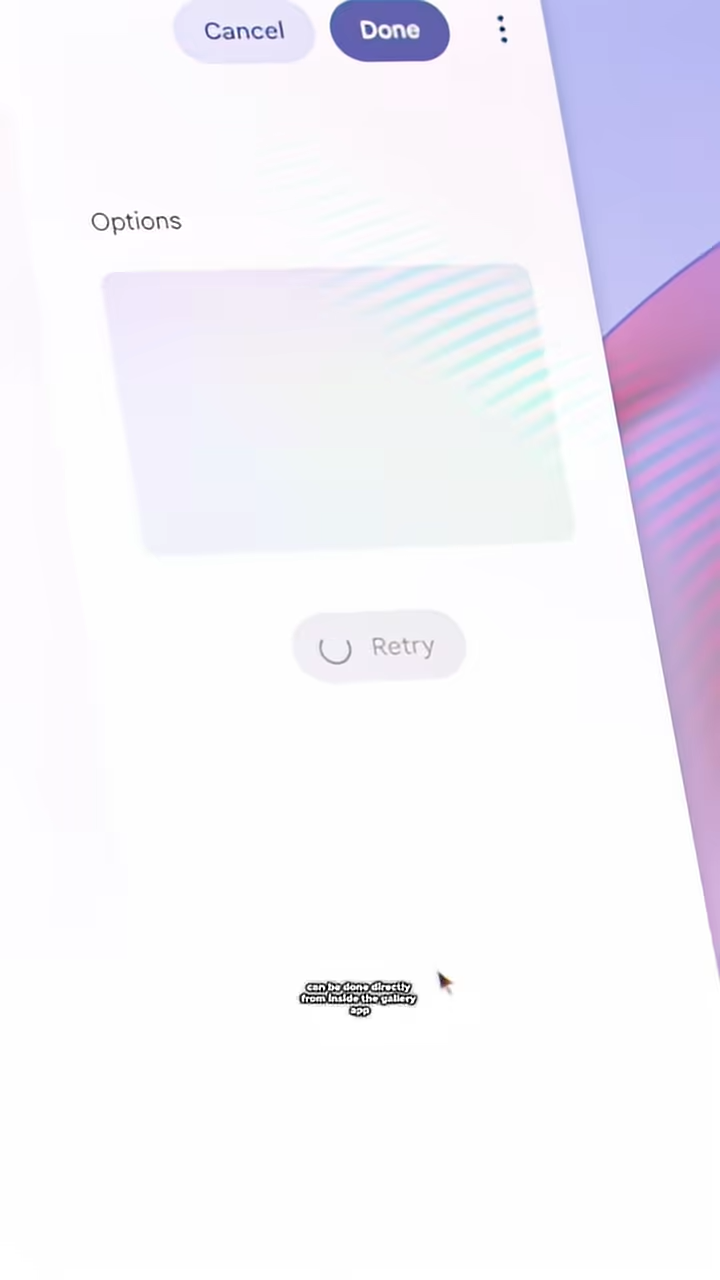 Cancel
Done
Options
Retry
can be done directly
from inside the gallery
app